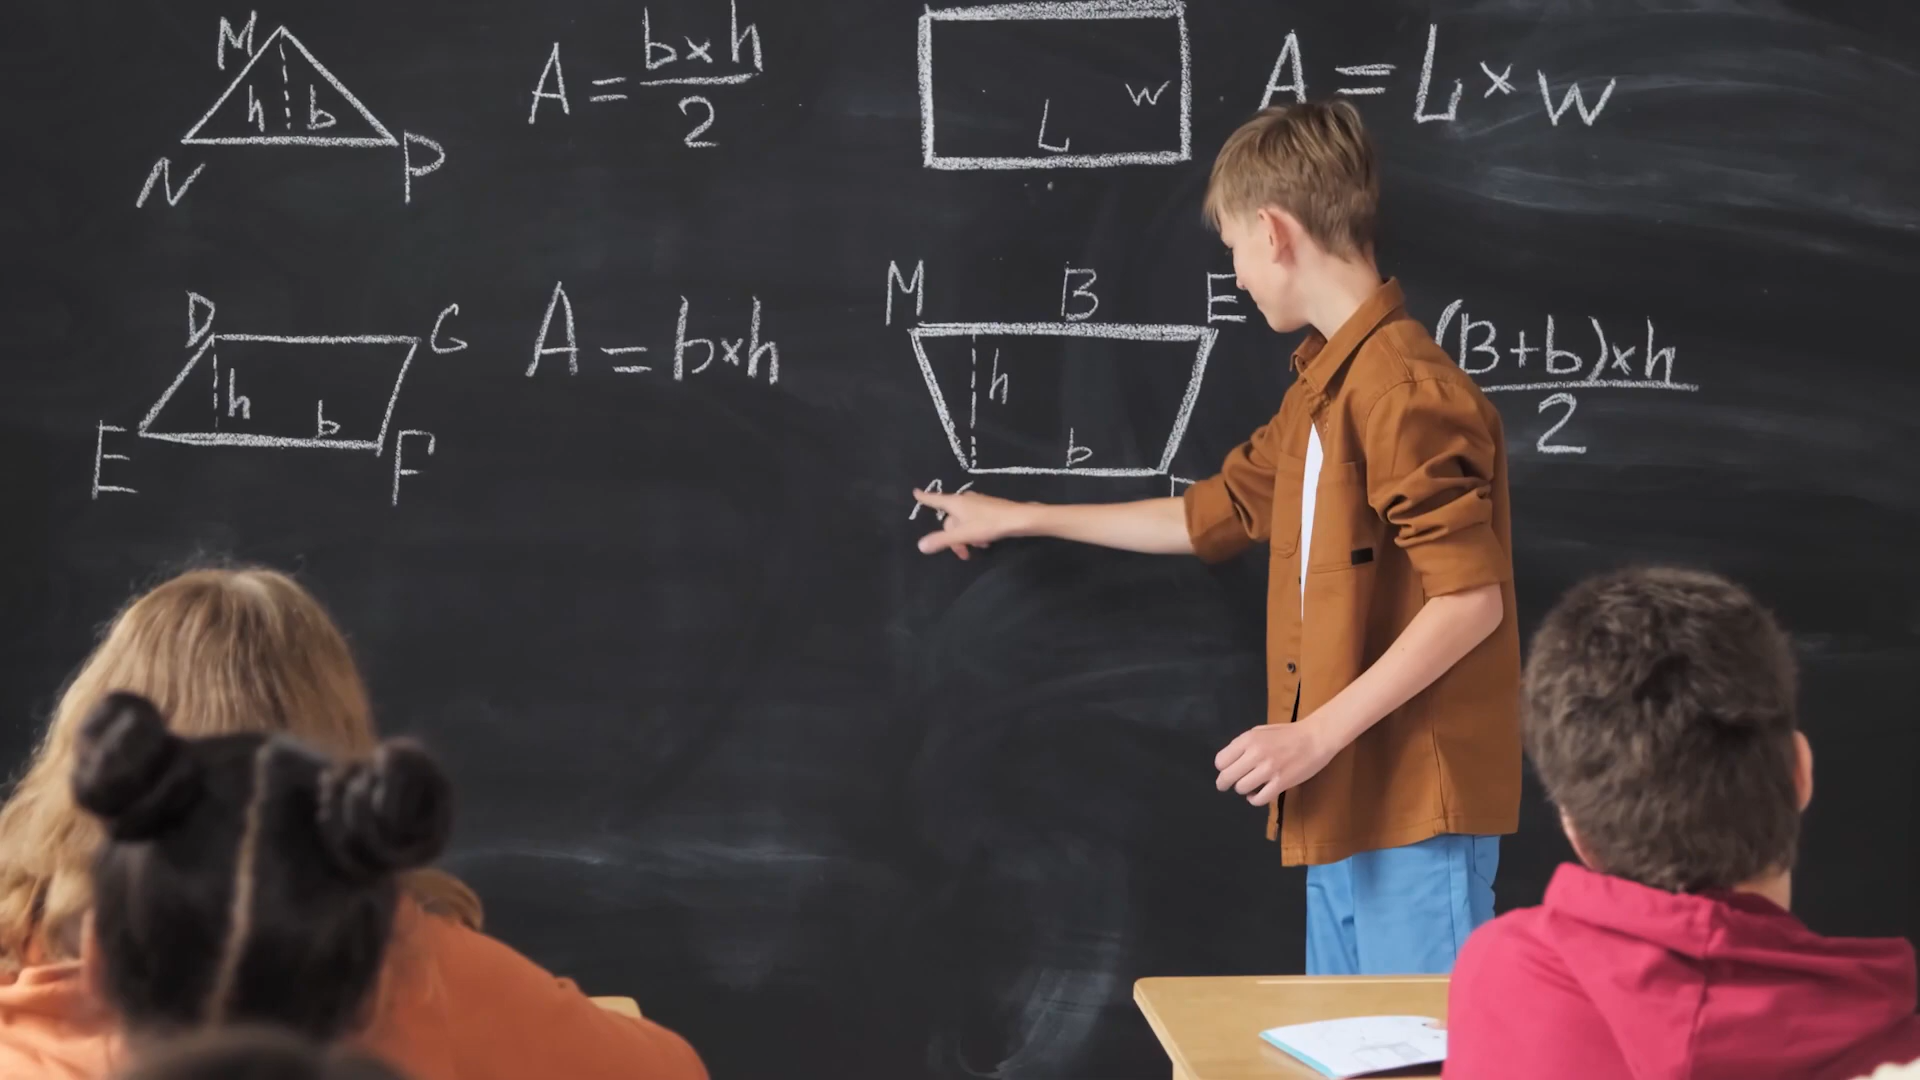 M
h b
N P
A = b×h / 2
L W
A = L × W
D G
h b
E F
A = b×h
M B E
h
b
(B+b)×h / 2